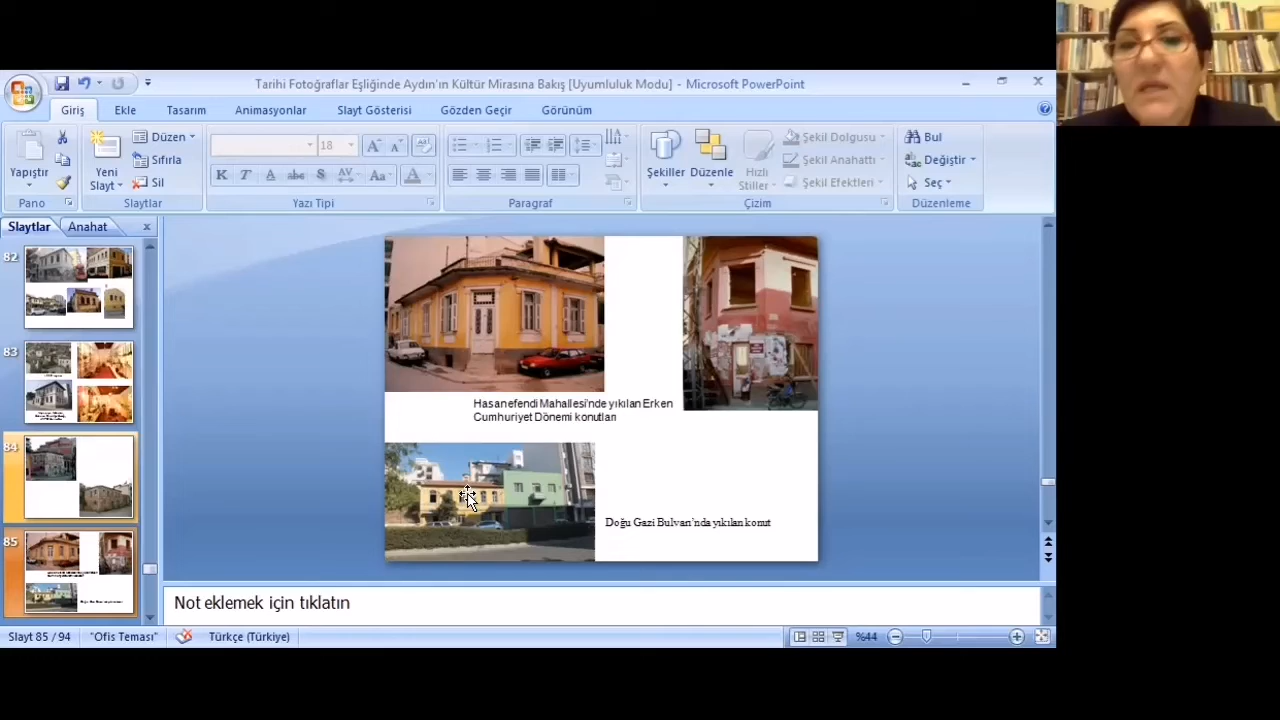 Tarihi Fotoğraflar Eşliğinde Aydın'ın Kültür Mirasına Bakış [Uyumluluk Modu] - Microsoft PowerPoint
Giriş Ekle Tasarım Animasyonlar Slayt Gösterisi Gözden Geçir Görünüm
Yapıştır
Yeni
Slayt
Düzen
Sıfırla
Sil
18
K T A abc S AV Aa A
Şekiller
Düzenle
Hızlı
Stiller
Şekil Dolgusu
Şekil Anahattı
Şekil Efektleri
Bul
Değiştir
Seç
Pano Slaytlar Yazı Tipi Paragraf Çizim Düzenleme
Slaytlar Anahat
82
83
84
85
Hasanefendi Mahallesi'nde yıkılan Erken
Cumhuriyet Dönemi konutları
Doğu Gazi Bulvarı'nda yıkılan konut
Not eklemek için tıklatın
Slayt 85 / 94 "Ofis Teması" Türkçe (Türkiye) %44